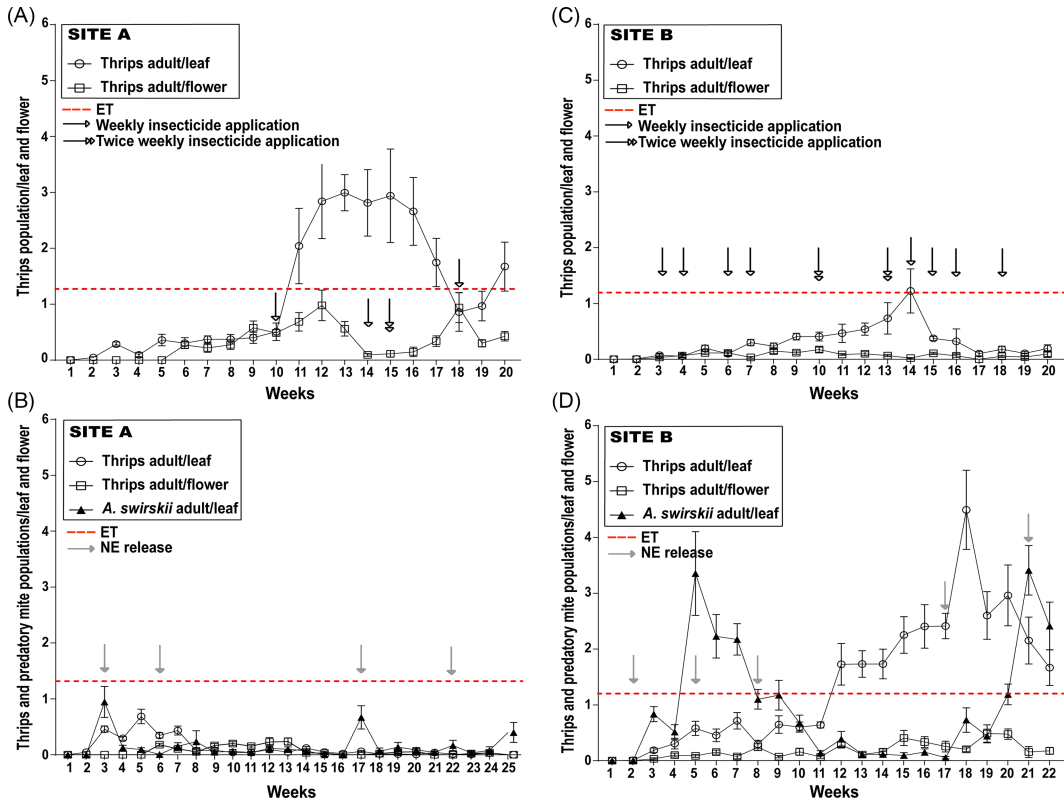 (A)
Thrips population/leaf and flower
6
5
4
3
2
1
0
SITE A
Thrips adult/leaf
Thrips adult/flower
ET
Weekly insecticide application
Twice weekly insecticide application
1 2 3 4 5 6 7 8 9 10 11 12 13 14 15 16 17 18 19 20
Weeks
(B)
Thrips and predatory mite populations/leaf and flower
6
5
4
3
2
1
0
SITE A
Thrips adult/leaf
Thrips adult/flower
A. swirskii adult/leaf
ET
NE release
1 2 3 4 5 6 7 8 9 10 11 12 13 14 15 16 17 18 19 20 21 22 23 24 25
Weeks
(C)
Thrips population/leaf and flower
6
5
4
3
2
1
0
SITE B
Thrips adult/leaf
Thrips adult/flower
ET
Weekly insecticide application
Twice weekly insecticide application
1 2 3 4 5 6 7 8 9 10 11 12 13 14 15 16 17 18 19 20
Weeks
(D)
Thrips and predatory mite populations/leaf and flower
6
5
4
3
2
1
0
SITE B
Thrips adult/leaf
Thrips adult/flower
A. swirskii adult/leaf
ET
NE release
1 2 3 4 5 6 7 8 9 10 11 12 13 14 15 16 17 18 19 20 21 22
Weeks